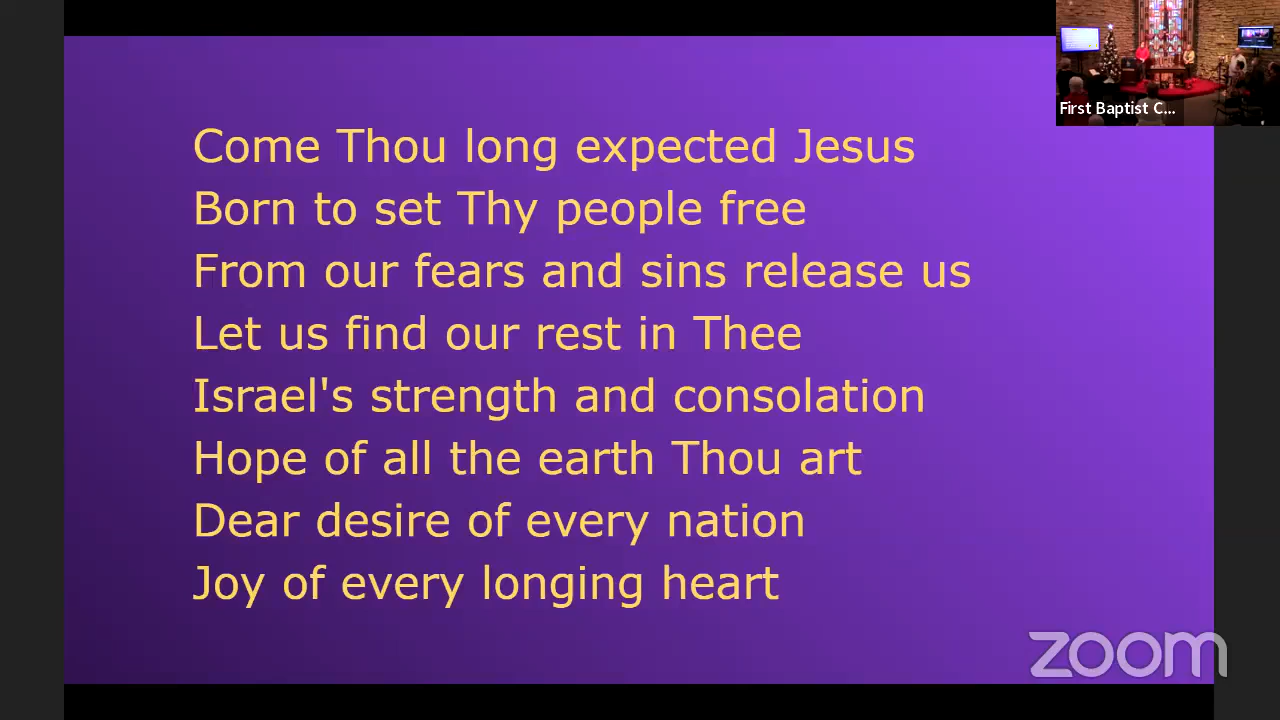 Come Thou long expected Jesus
Born to set Thy people free
From our fears and sins release us
Let us find our rest in Thee
Israel's strength and consolation
Hope of all the earth Thou art
Dear desire of every nation
Joy of every longing heart
First Baptist C...
zoom